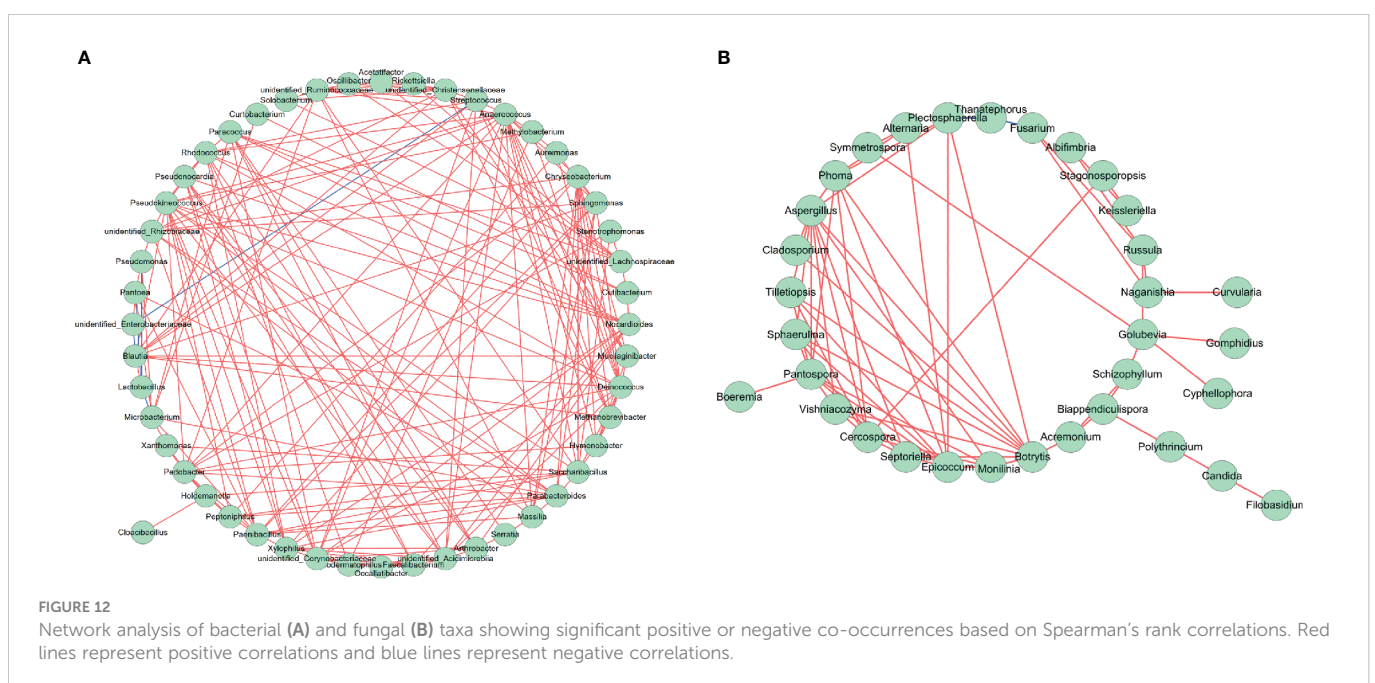 A
B
Acetatifactor
Oscillibacter
Rickettsiella
unidentified_Ruminococcaceae
unidentified_Christensenellaceae
Solobacterium
Streptococcus
Curtobacterium
Anaerococcus
Paracoccus
Methylobacterium
Rhodococcus
Aureimonas
Pseudonocardia
Chryseobacterium
Pseudokineococcus
Sphingomonas
unidentified_Rhizobiaceae
Stenotrophomonas
Pseudomonas
unidentified_Lachnospiraceae
Pantoea
Cutibacterium
unidentified_Enterobacteriaceae
Nocardioides
Blautia
Mucilaginibacter
Lactobacillus
Deinococcus
Microbacterium
Methanobrevibacter
Xanthomonas
Hymenobacter
Pedobacter
Saccharibacillus
Holdemanella
Parabacteroides
Peptoniphilus
Massilia
Cloacibacillus
Paenibacillus
Serratia
Xylophilus
Arthrobacter
unidentified_Corynobacteriaceae
unidentified_Acidimicrobiia
odermatophilus
Faecalibacterium
Occallatibacter
Thanatephorus
Plectosphaerella
Alternaria
Fusarium
Symmetrospora
Albifimbria
Phoma
Stagonosporopsis
Aspergillus
Keissleriella
Cladosporium
Russula
Tilletiopsis
Naganishia
Curvularia
Sphaerulina
Golubevia
Gomphidius
Pantospora
Schizophyllum
Boeremia
Cyphellophora
Vishniacozyma
Biappendiculispora
Cercospora
Acremonium
Polythrincium
Septoriella
Epicoccum
Monilinia
Botrytis
Candida
Filobasidiun
FIGURE 12
Network analysis of bacterial (A) and fungal (B) taxa showing significant positive or negative co-occurrences based on Spearman’s rank correlations. Red
lines represent positive correlations and blue lines represent negative correlations.